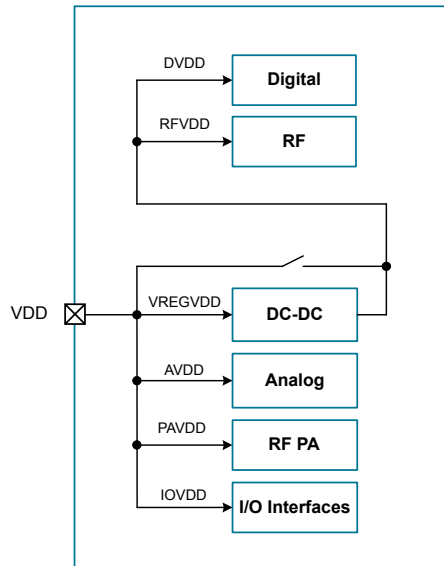 DVDD
Digital
RFVDD
RF
VDD
VREGVDD
DC-DC
AVDD
Analog
PAVDD
RF PA
IOVDD
I/O Interfaces